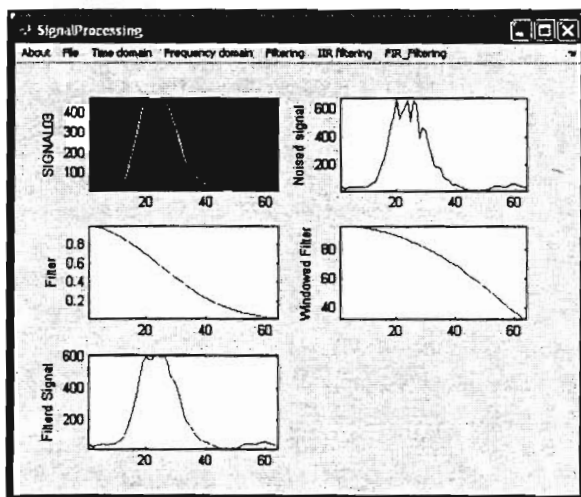 SignalProcessing
About File Time domain Frequency domain Filtering IIR filtering FIR_Filtering
SIGNAL03
400
300
200
100
20 40 60
Noised signal
600
400
200
20 40 60
Filter
0.8
0.6
0.4
0.2
20 40 60
Windowed Filter
80
60
40
20 40 60
Filterd Signal
600
400
200
20 40 60